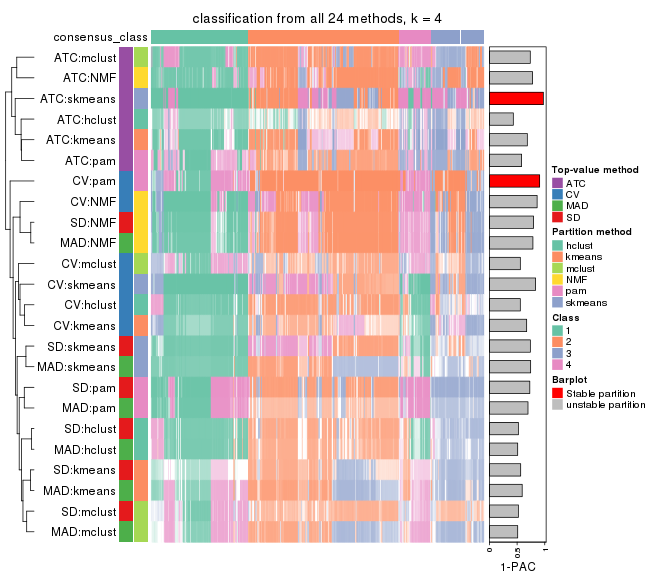 classification from all 24 methods, k = 4
consensus_class
ATC:mclust
ATC:NMF
ATC:skmeans
ATC:hclust
ATC:kmeans
ATC:pam
CV:pam
CV:NMF
SD:NMF
MAD:NMF
CV:mclust
CV:skmeans
CV:hclust
CV:kmeans
SD:skmeans
MAD:skmeans
SD:pam
MAD:pam
SD:hclust
MAD:hclust
SD:kmeans
MAD:kmeans
SD:mclust
MAD:mclust
0
0.5
1
1-PAC
Top-value method
ATC
CV
MAD
SD
Partition method
hclust
kmeans
mclust
NMF
pam
skmeans
Class
1
2
3
4
Barplot
Stable partition
unstable partition